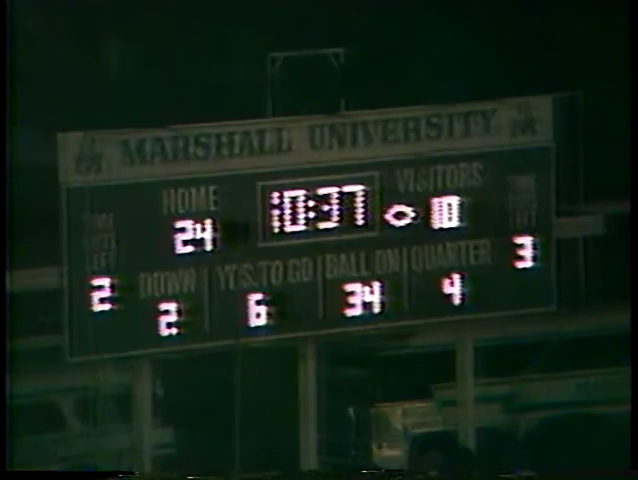 MARSHALL UNIVERSITY
HOME 10:37 VISITORS
24 10
TIME OUTS LEFT TIME OUTS LEFT
2 3
DOWN YDS. TO GO BALL ON QUARTER
2 6 34 4